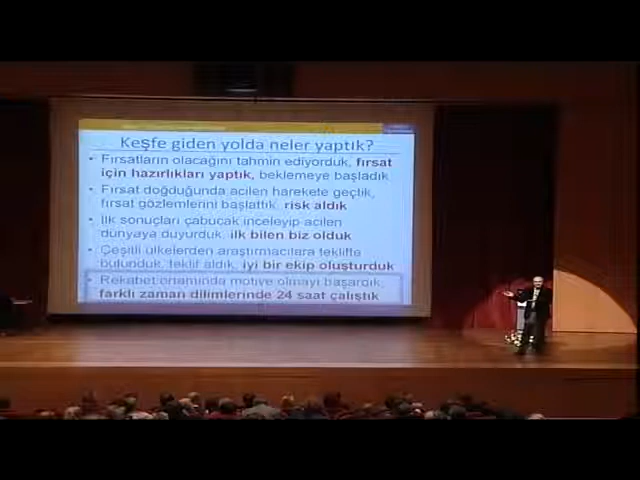 Keşfe giden yolda neler yaptık?
• Fırsatların olacağını tahmin ediyorduk, fırsat
için hazırlıkları yaptık, beklemeye başladık
• Fırsat doğduğunda acilen harekete geçtik,
fırsat gözlemlerini başlattık, risk aldık
• İlk sonuçları çabucak inceleyip acilen
dünyaya duyurduk, ilk bilen biz olduk
• Çeşitli ülkelerden araştırmacılara teklifte
bulunduk, teklif aldık, iyi bir ekip oluşturduk
• Rekabet ortamında motive olmayı başardık,
farklı zaman dilimlerinde 24 saat çalıştık